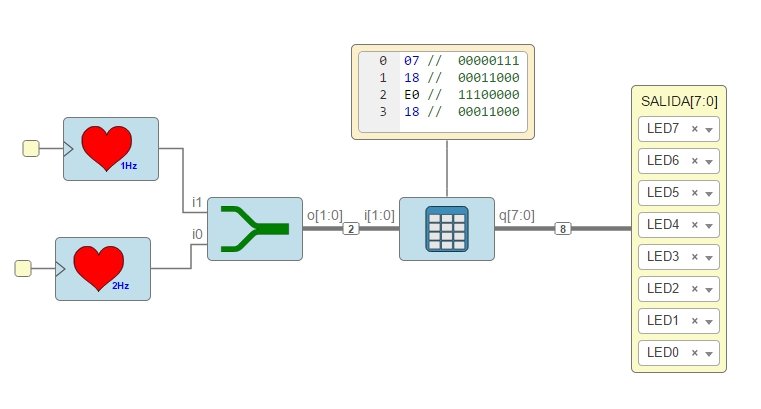 0 07 // 00000111
1 18 // 00011000
2 E0 // 11100000
3 18 // 00011000
SALIDA[7:0]
LED7 ×
LED6 ×
LED5 ×
LED4 ×
LED3 ×
LED2 ×
LED1 ×
LED0 ×
1Hz
i1
i0
o[1:0]
2
i[1:0]
q[7:0]
8
2Hz